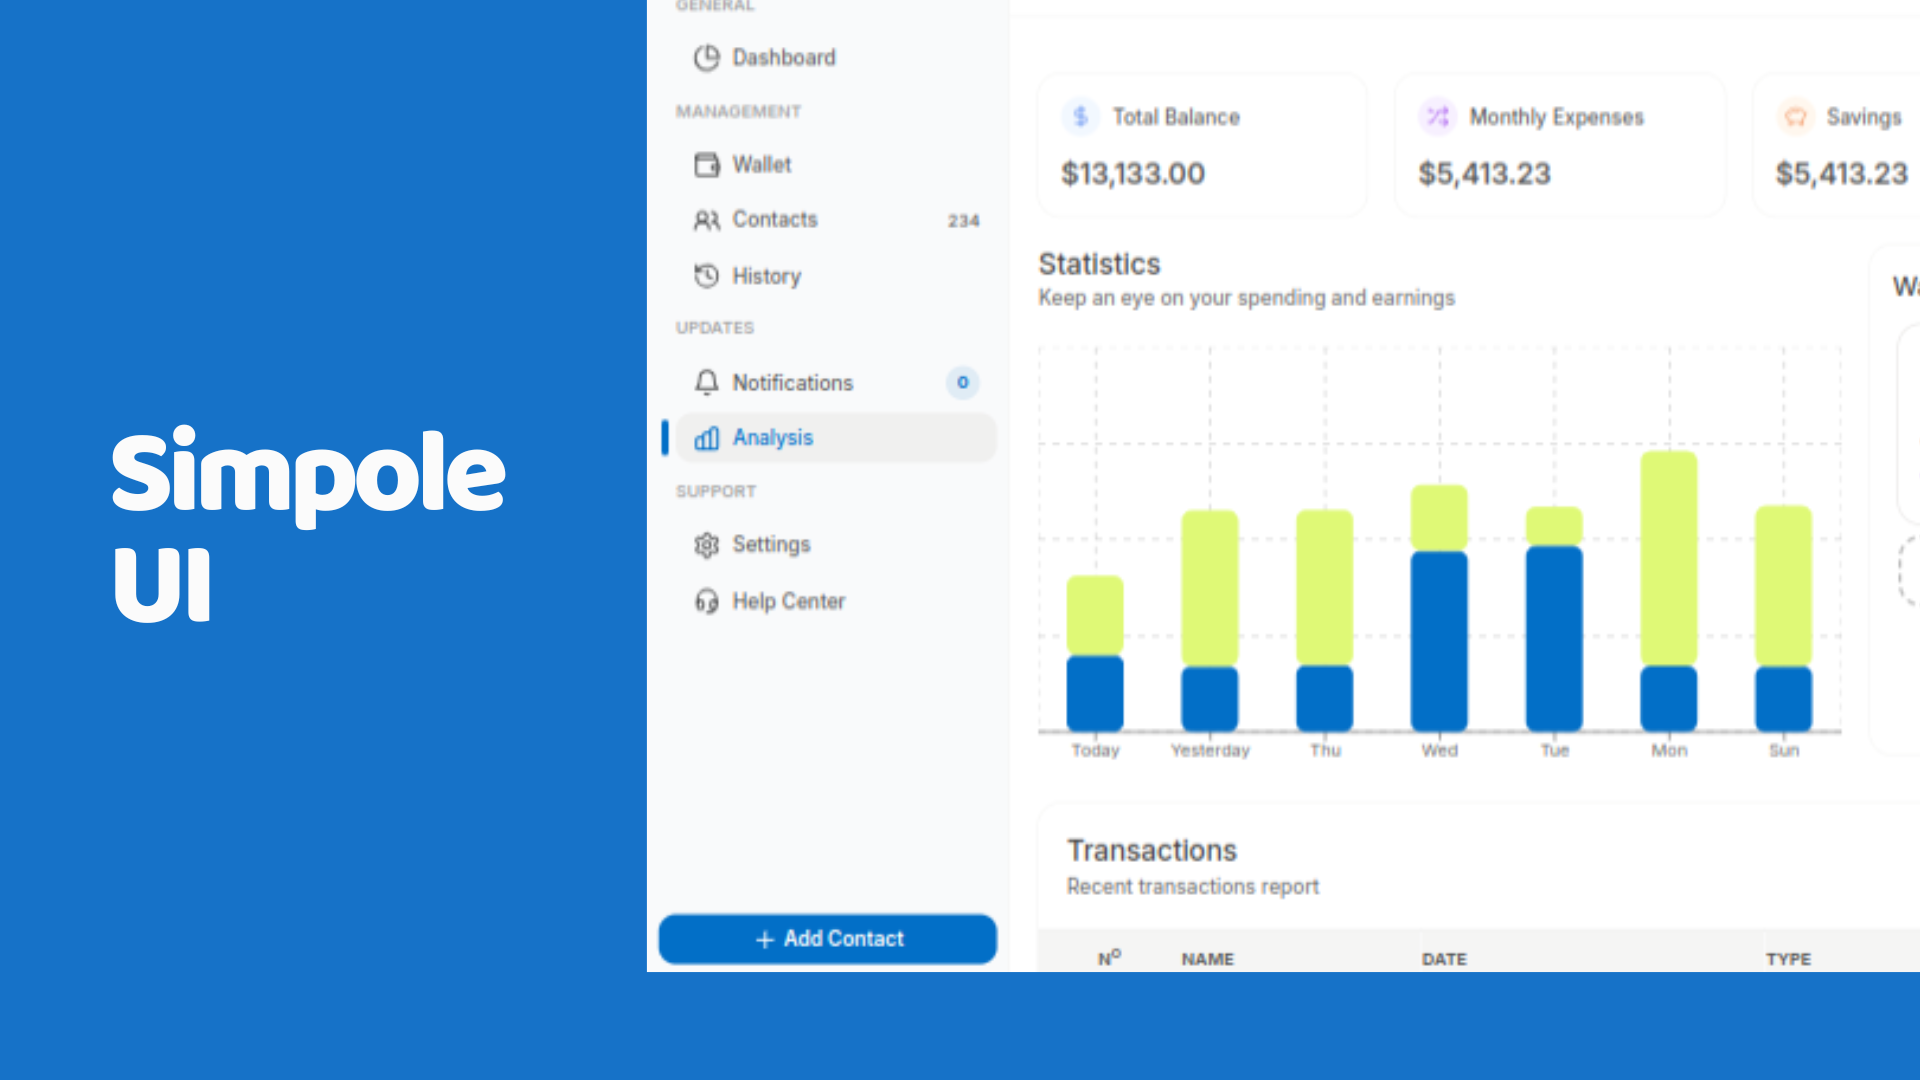 Simpole
UI
GENERAL
Dashboard
MANAGEMENT
Wallet
Contacts 234
History
UPDATES
Notifications 0
Analysis
SUPPORT
Settings
Help Center
+ Add Contact
Total Balance
$13,133.00
Monthly Expenses
$5,413.23
Savings
$5,413.23
Statistics
Keep an eye on your spending and earnings
Today Yesterday Thu Wed Tue Mon Sun
Transactions
Recent transactions report
Nº NAME DATE TYPE